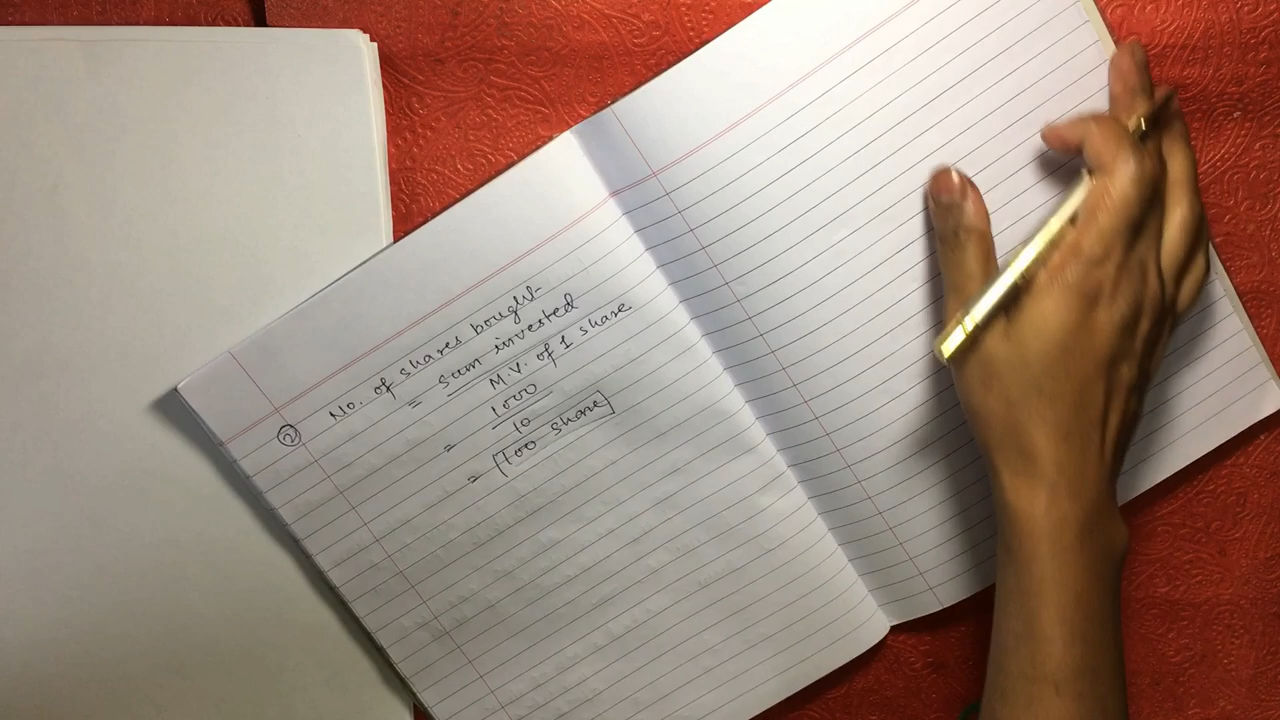 ② No. of shares bought-
= sum invested
M.V. of 1 share
= 1000
10
= [100 share]